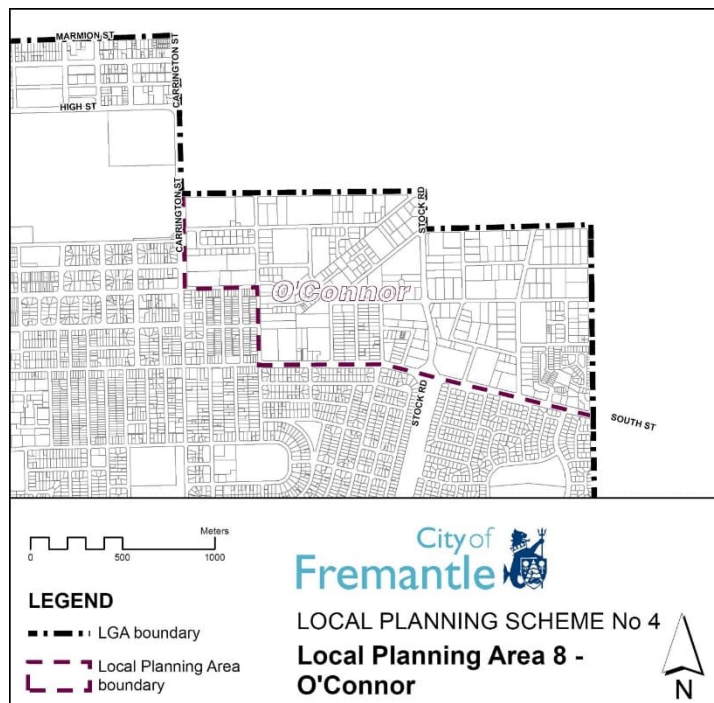 MARMION ST
CARRINGTON ST
HIGH ST
CARRINGTON ST
STOCK RD
O'Connor
STOCK RD
SOUTH ST
Meters
0 500 1000
LEGEND
LGA boundary
Local Planning Area
boundary
City of
Fremantle
LOCAL PLANNING SCHEME No 4
Local Planning Area 8 -
O'Connor
N